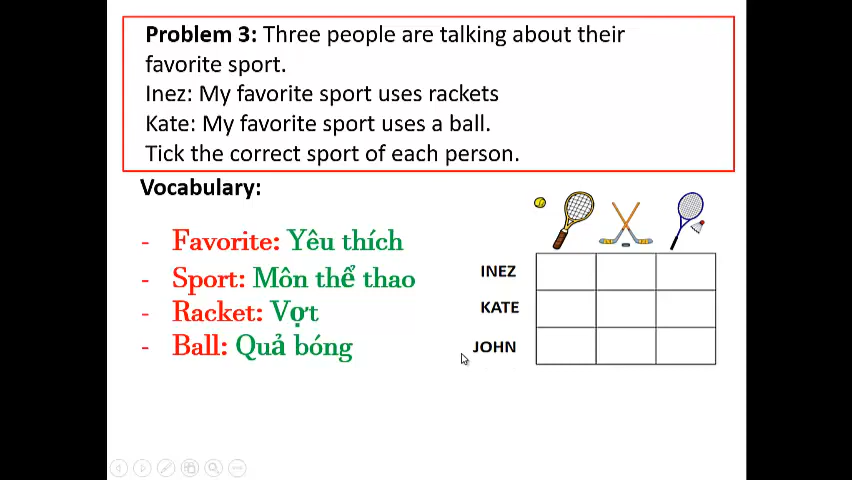 Problem 3: Three people are talking about their
favorite sport.
Inez: My favorite sport uses rackets
Kate: My favorite sport uses a ball.
Tick the correct sport of each person.
Vocabulary:
- Favorite: Yêu thích
- Sport: Môn thể thao
- Racket: Vợt
- Ball: Quả bóng
INEZ
KATE
JOHN